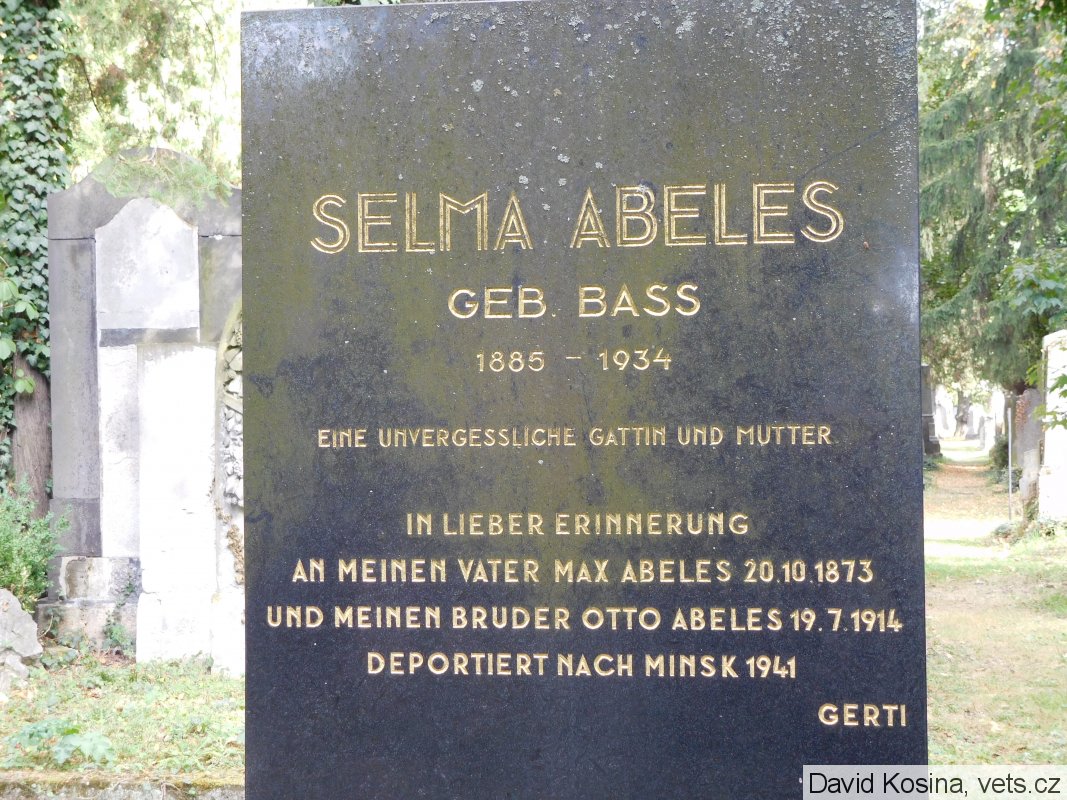 SELMA ABELES
GEB. BASS
1885 – 1934
EINE UNVERGESSLICHE GATTIN UND MUTTER
IN LIEBER ERINNERUNG
AN MEINEN VATER MAX ABELES 20.10.1873
UND MEINEN BRUDER OTTO ABELES 19.7.1914
DEPORTIERT NACH MINSK 1941
GERTI
David Kosina, vets.cz